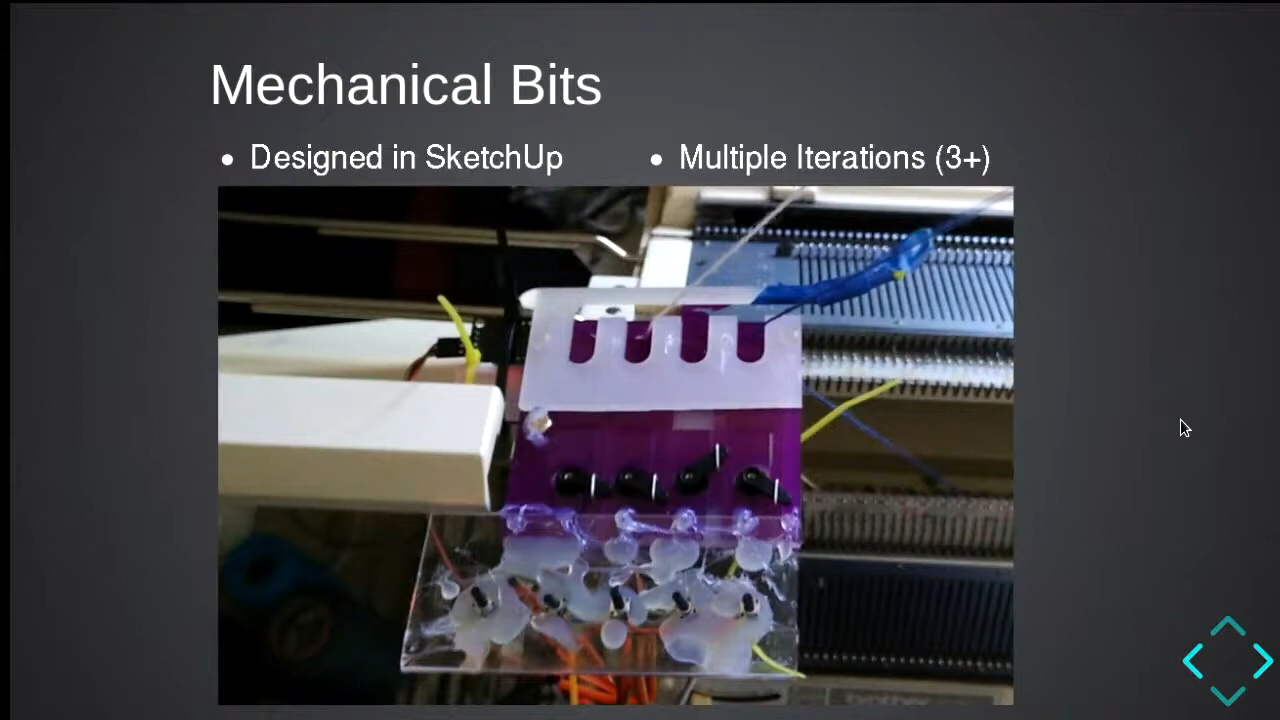 Mechanical Bits
• Designed in SketchUp
• Multiple Iterations (3+)